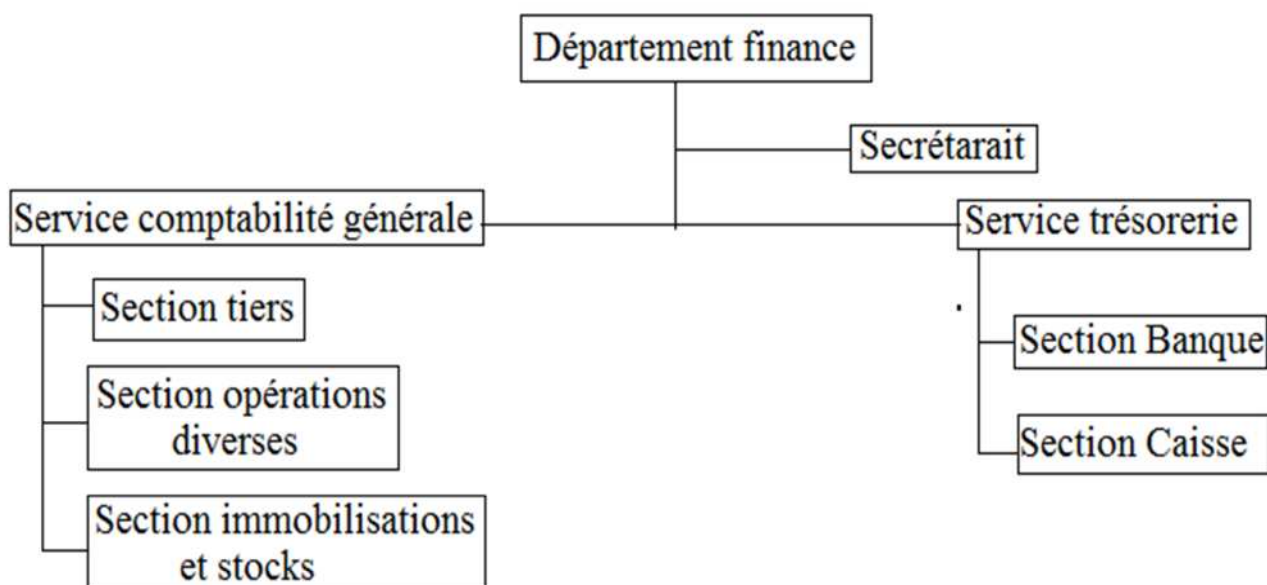 Département finance
Secrétarait
Service comptabilité générale
Service trésorerie
Section tiers
Section Banque
Section opérations
diverses
Section Caisse
Section immobilisations
et stocks